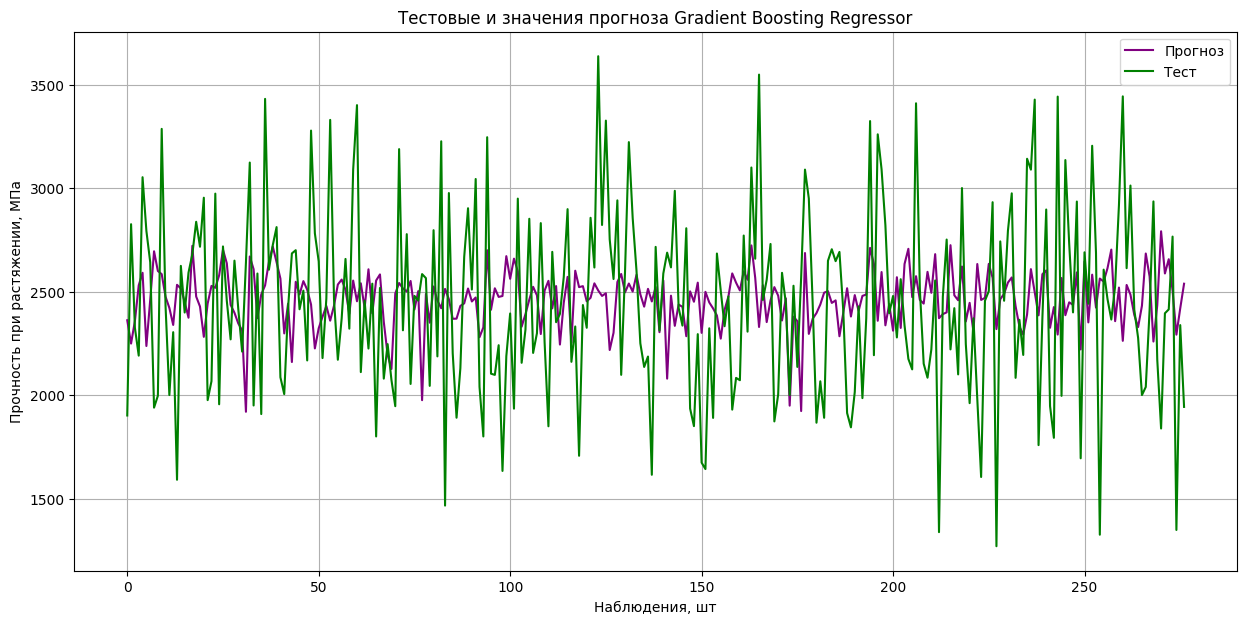 Тестовые и значения прогноза Gradient Boosting Regressor
Прогноз
Тест
Прочность при растяжении, МПа
3500
3000
2500
2000
1500
0
50
100
150
200
250
Наблюдения, шт